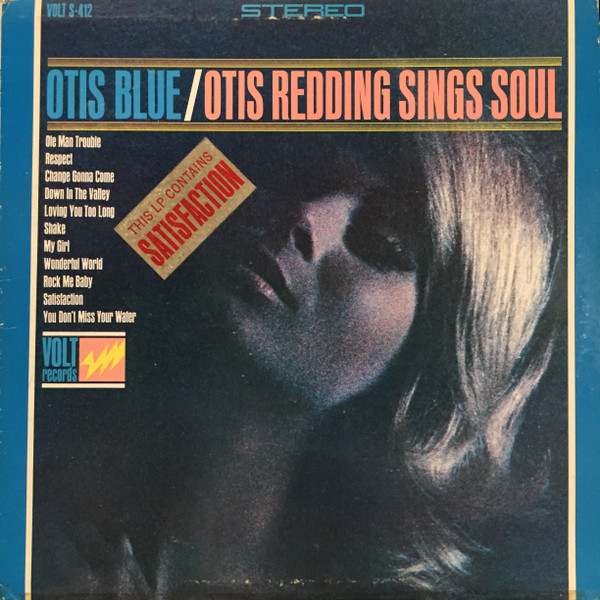 VOLT S-412
STEREO
OTIS BLUE/OTIS REDDING SINGS SOUL
Ole Man Trouble
Respect
Change Gonna Come
Down In The Valley
Loving You Too Long
Shake
My Girl
Wonderful World
Rock Me Baby
Satisfaction
You Don't Miss Your Water
THIS LP CONTAINS
SATISFACTION
VOLT
records